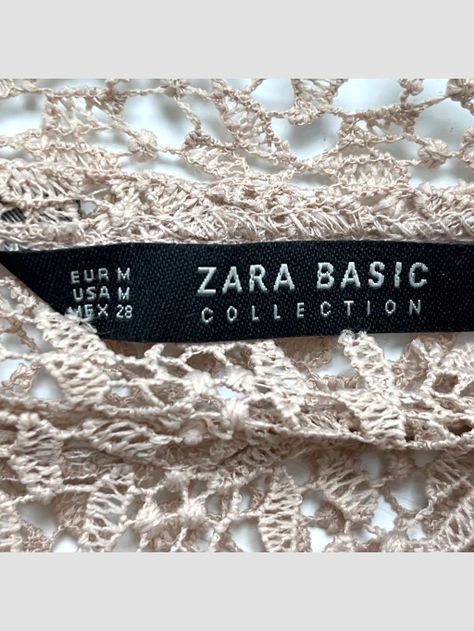 EUR M
USA M
MEX 28
ZARA BASIC
COLLECTION